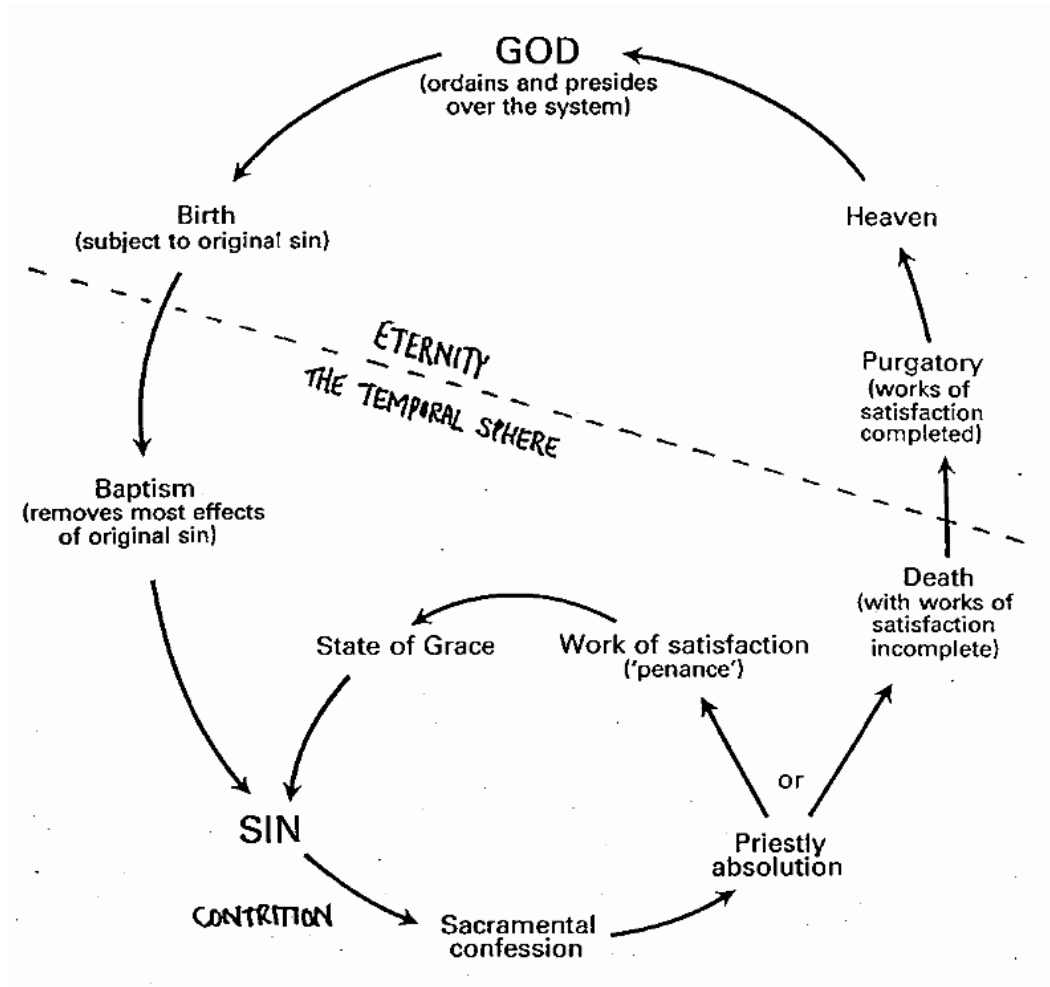 GOD
(ordains and presides
over the system)
Birth
(subject to original sin)
Heaven
ETERNITY
THE TEMPORAL SPHERE
Purgatory
(works of
satisfaction
completed)
Baptism
(removes most effects
of original sin)
Death
(with works of
satisfaction
incomplete)
State of Grace
Work of satisfaction
('penance')
or
SIN
Priestly
absolution
CONTRITION
Sacramental
confession